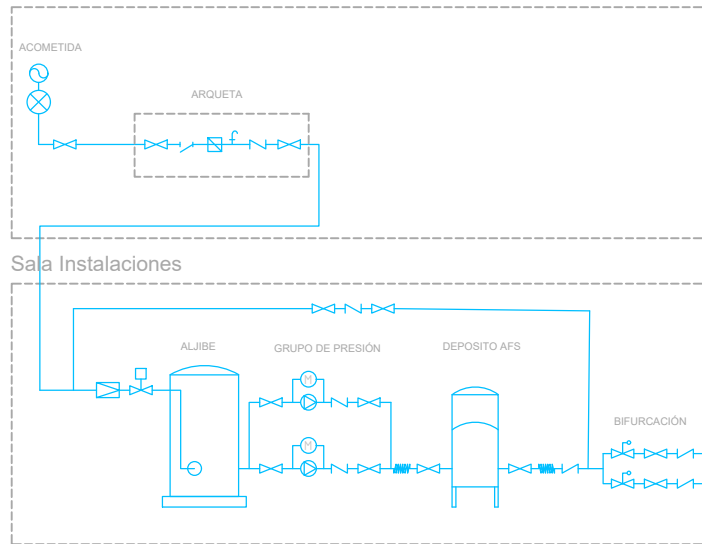 ACOMETIDA
ARQUETA
Sala Instalaciones
ALJIBE
GRUPO DE PRESIÓN
DEPOSITO AFS
M
M
BIFURCACIÓN